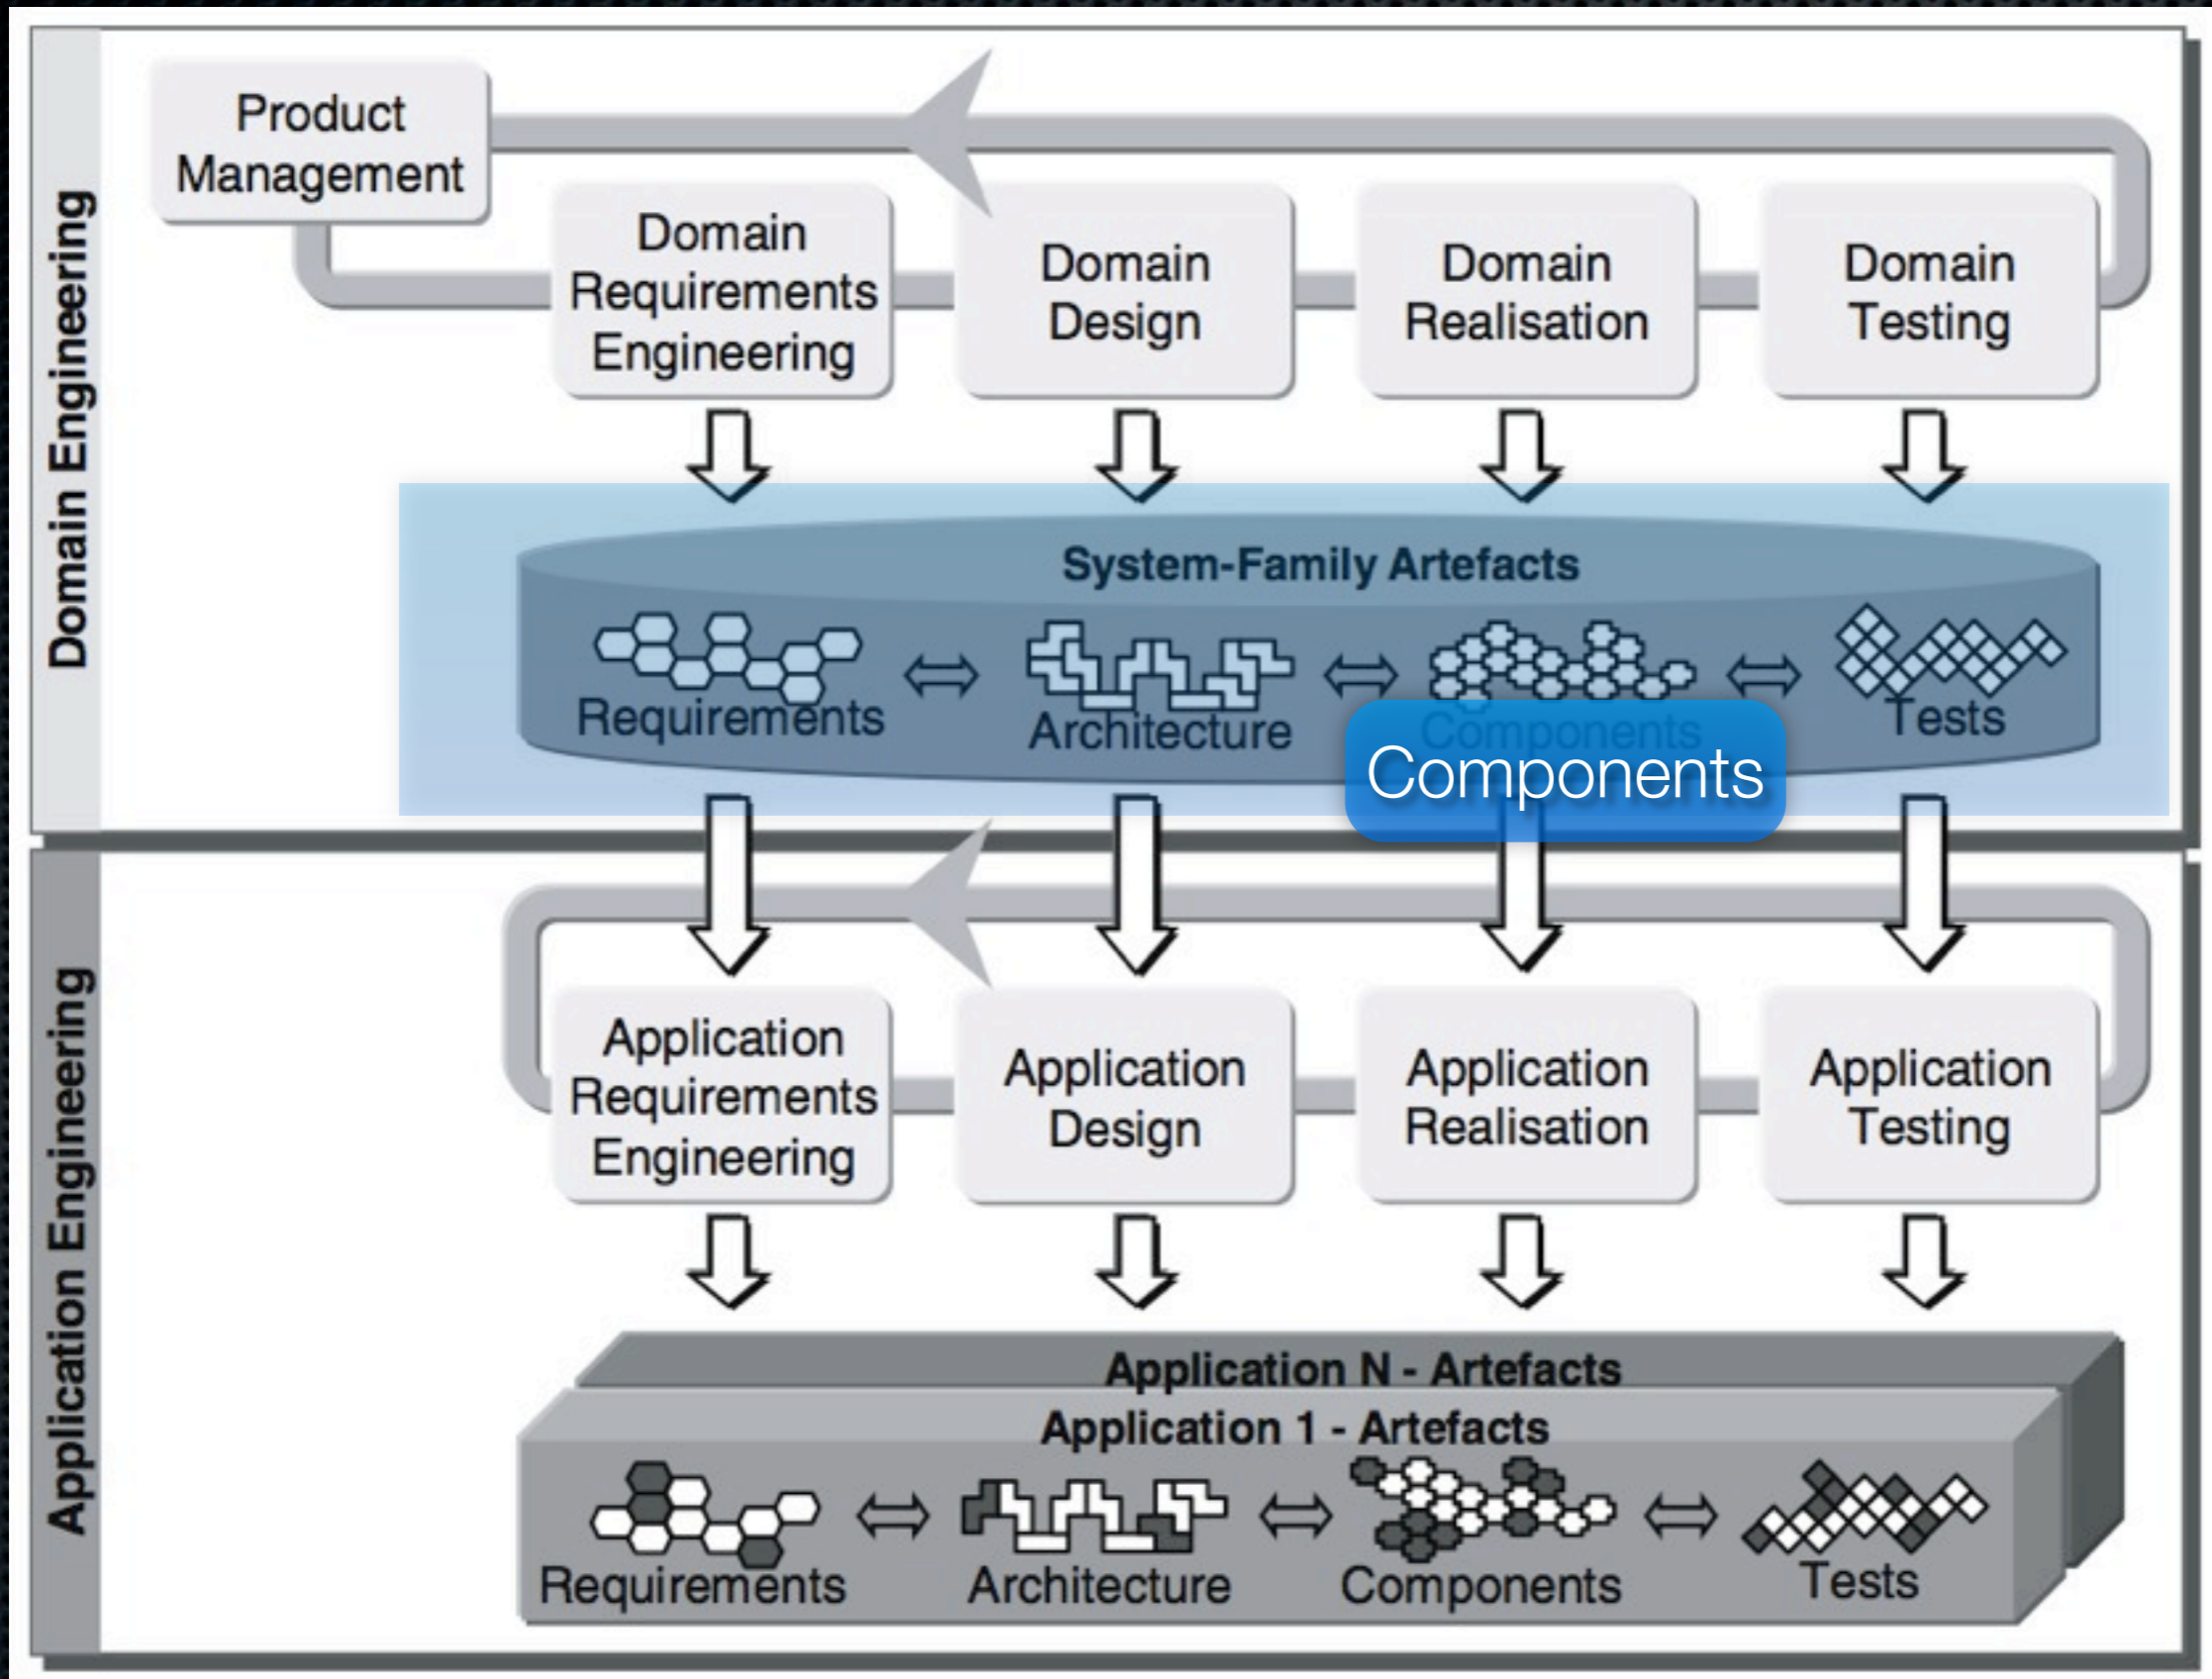 Domain Engineering
Product
Management
Domain
Requirements
Engineering
Domain
Design
Domain
Realisation
Domain
Testing
System-Family Artefacts
Requirements
Architecture
Components
Components
Tests
Application Engineering
Application
Requirements
Engineering
Application
Design
Application
Realisation
Application
Testing
Application N - Artefacts
Application 1 - Artefacts
Requirements
Architecture
Components
Tests